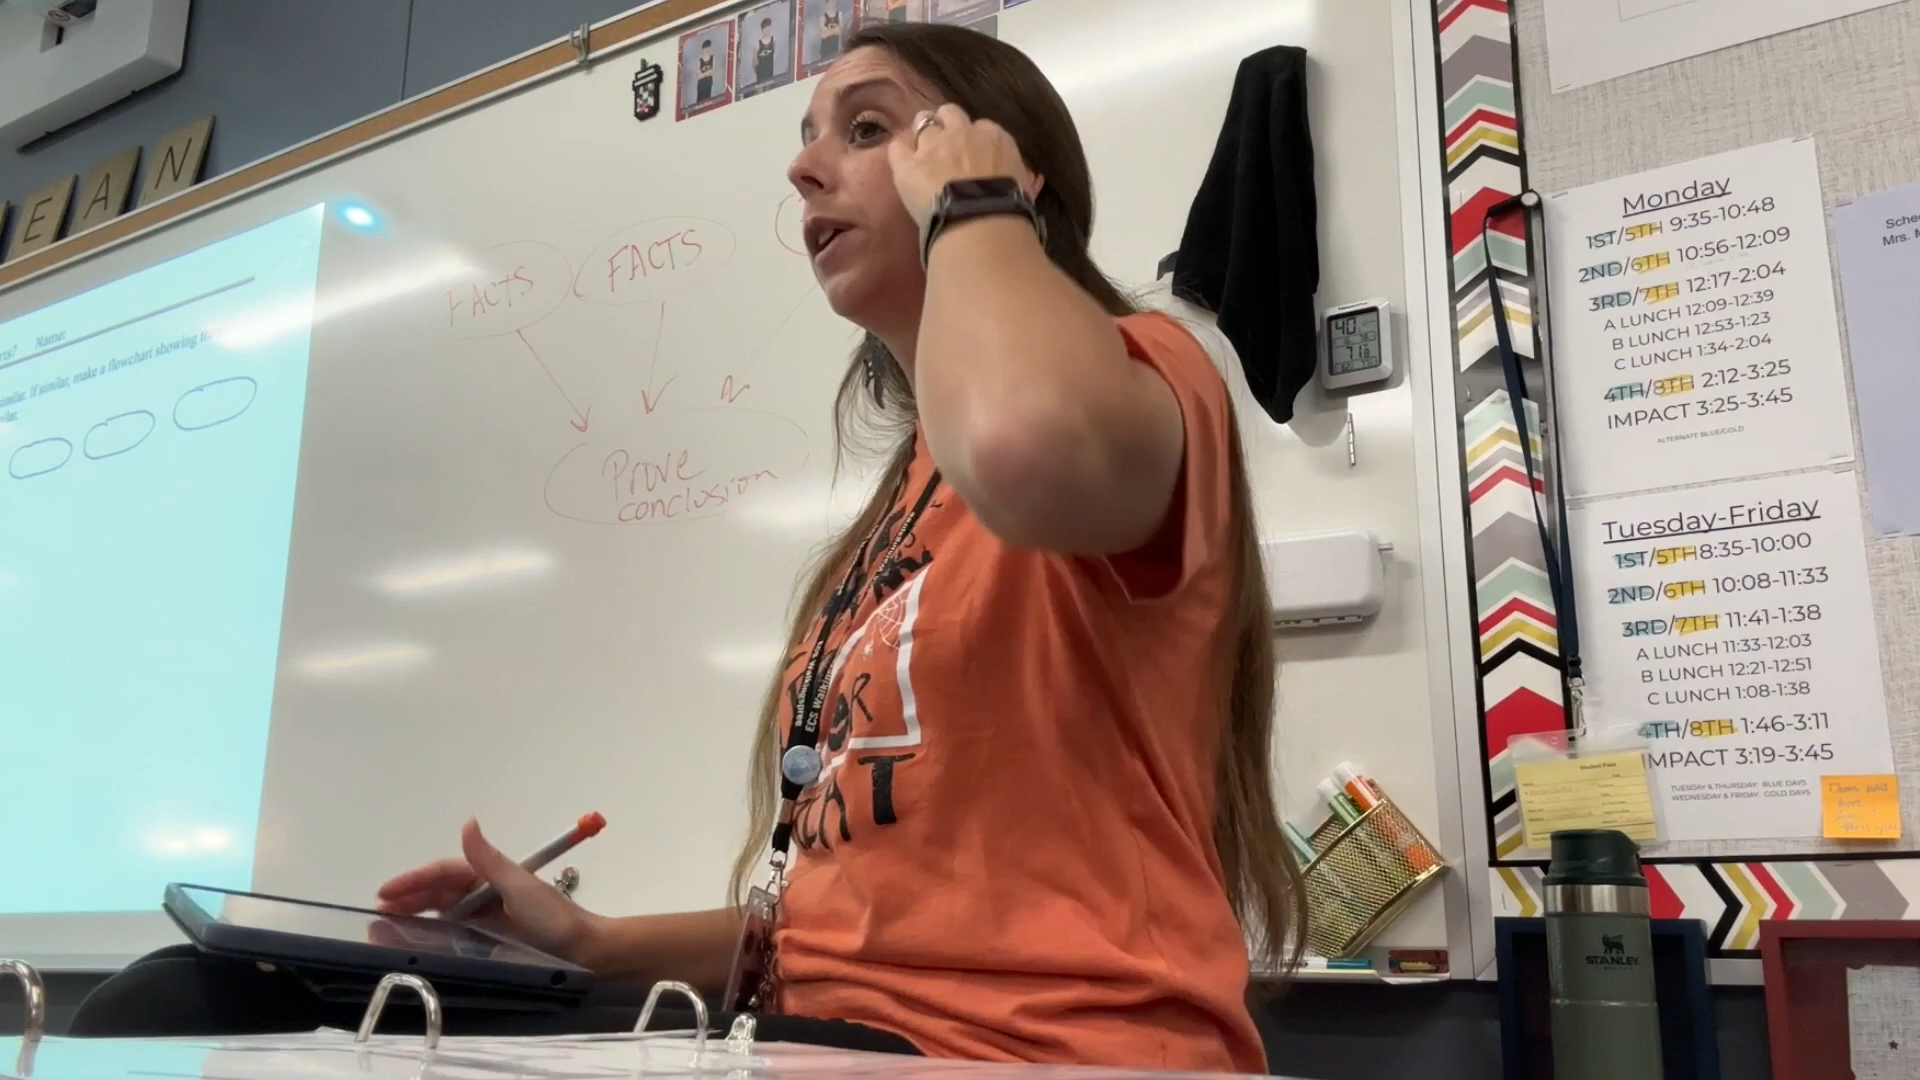 EAN
Name:
similar. If similar, make a flowchart showing
FACTS
FACTS
Prove
conclusion
ECS Walking
Monday
1ST/5TH 9:35-10:48
2ND/6TH 10:56-12:09
3RD/7TH 12:17-2:04
A LUNCH 12:09-12:39
B LUNCH 12:53-1:23
C LUNCH 1:34-2:04
4TH/8TH 2:12-3:25
IMPACT 3:25-3:45
ALTERNATE BLUE/GOLD
Tuesday-Friday
1ST/5TH 8:35-10:00
2ND/6TH 10:08-11:33
3RD/7TH 11:41-1:38
A LUNCH 11:33-12:03
B LUNCH 12:21-12:51
C LUNCH 1:08-1:38
4TH/8TH 1:46-3:11
IMPACT 3:19-3:45
TUESDAY & THURSDAY: BLUE DAYS
WEDNESDAY & FRIDAY: GOLD DAYS
Sche
Mrs.
40
71
Student Pass
STANLEY